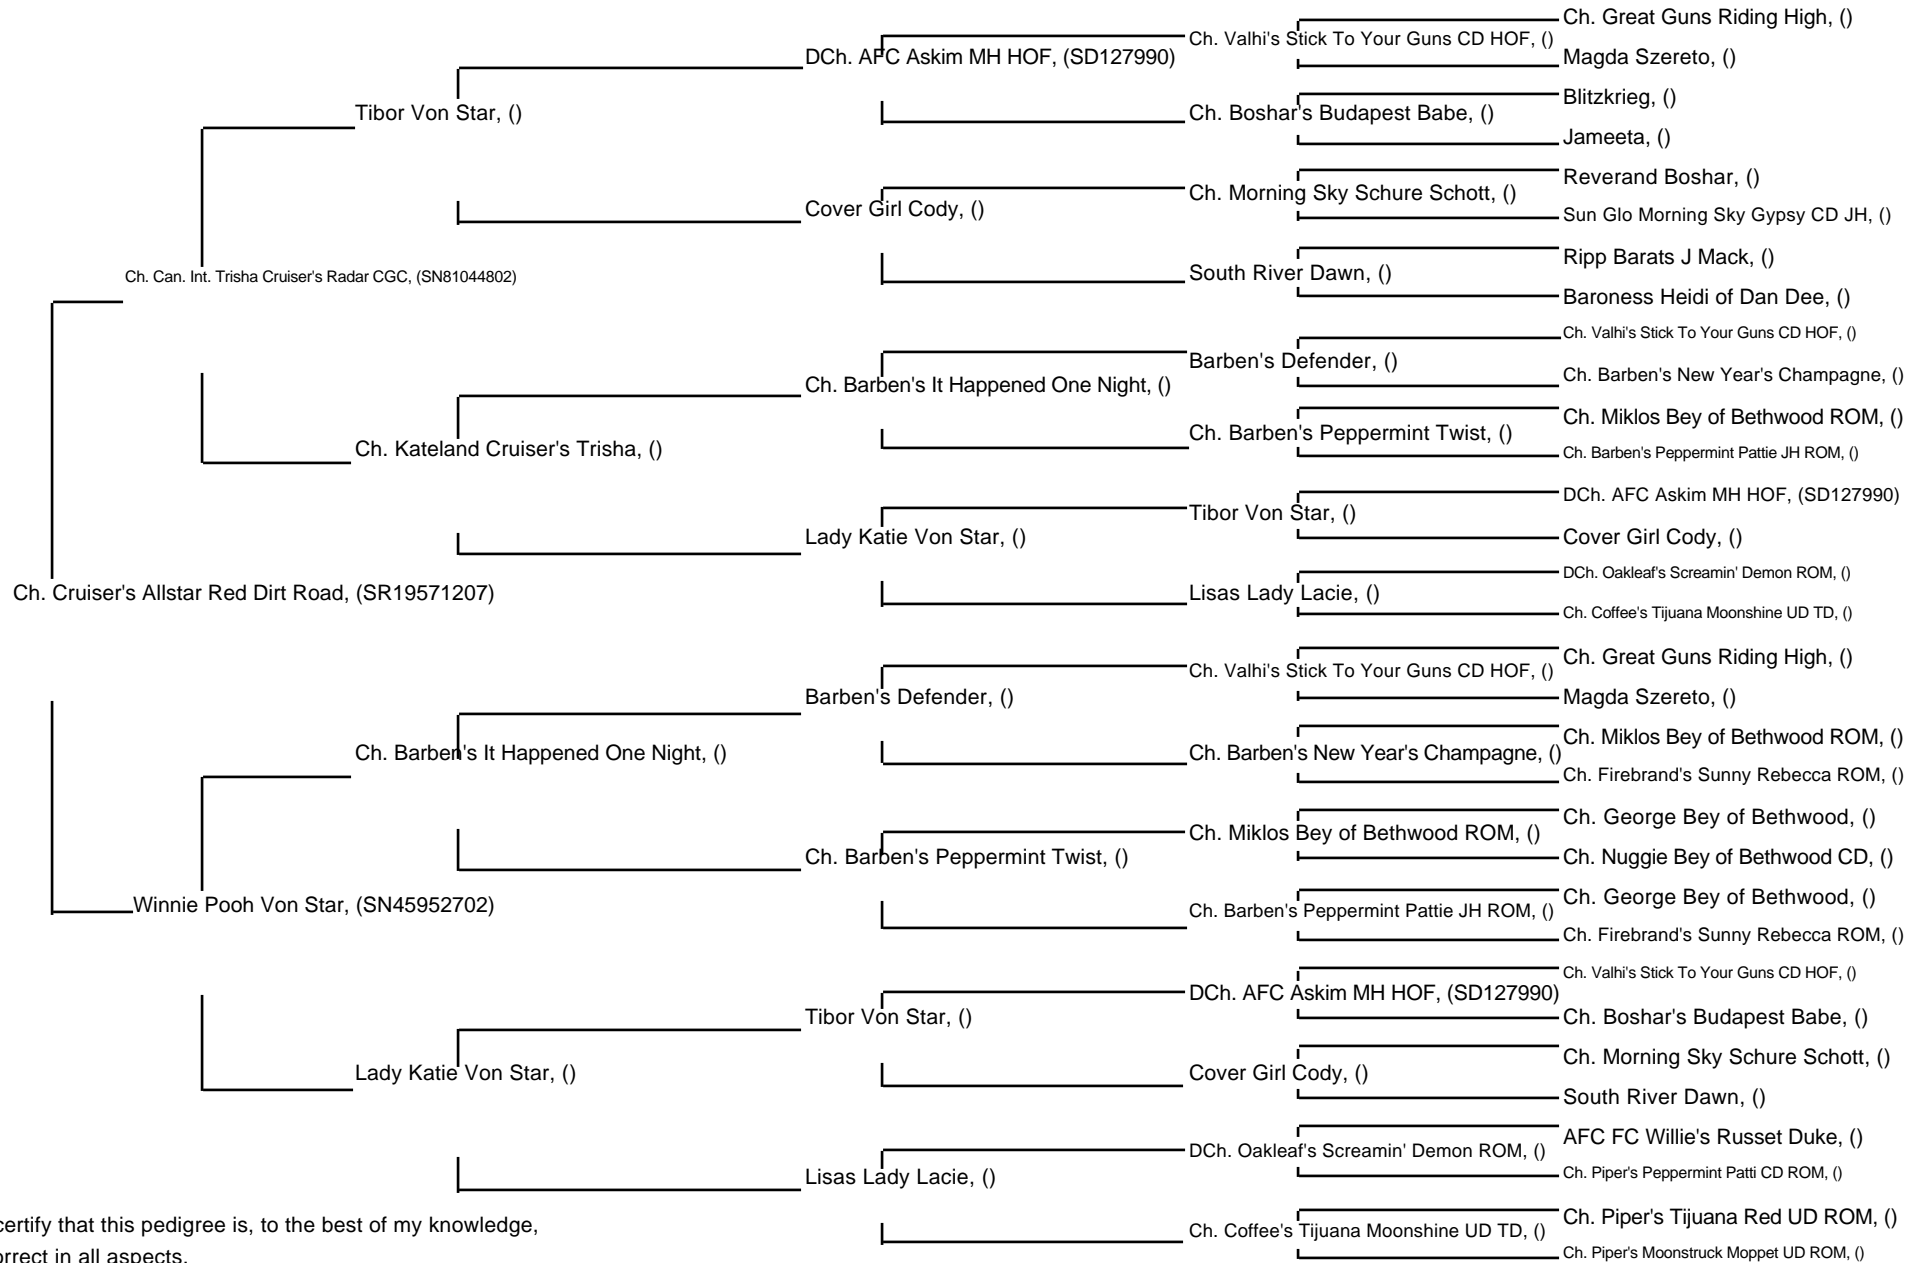 Ch. Great Guns Riding High, ()
Ch. Valhi's Stick To Your Guns CD HOF, ()
DCh. AFC Askim MH HOF, (SD127990)
Magda Szereto, ()
Blitzkrieg, ()
Tibor Von Star, ()
Ch. Boshar's Budapest Babe, ()
Jameeta, ()
Reverand Boshar, ()
Ch. Morning Sky Schure Schott, ()
Cover Girl Cody, ()
Sun Glo Morning Sky Gypsy CD JH, ()
Ripp Barats J Mack, ()
Ch. Can. Int. Trisha Cruiser's Radar CGC, (SN81044802)
South River Dawn, ()
Baroness Heidi of Dan Dee, ()
Ch. Valhi's Stick To Your Guns CD HOF, ()
Barben's Defender, ()
Ch. Barben's It Happened One Night, ()
Ch. Barben's New Year's Champagne, ()
Ch. Miklos Bey of Bethwood ROM, ()
Ch. Barben's Peppermint Twist, ()
Ch. Kateland Cruiser's Trisha, ()
Ch. Barben's Peppermint Pattie JH ROM, ()
DCh. AFC Askim MH HOF, (SD127990)
Tibor Von Star, ()
Lady Katie Von Star, ()
Cover Girl Cody, ()
DCh. Oakleaf's Screamin' Demon ROM, ()
Ch. Cruiser's Allstar Red Dirt Road, (SR19571207)
Lisas Lady Lacie, ()
Ch. Coffee's Tijuana Moonshine UD TD, ()
Ch. Great Guns Riding High, ()
Ch. Valhi's Stick To Your Guns CD HOF, ()
Barben's Defender, ()
Magda Szereto, ()
Ch. Miklos Bey of Bethwood ROM, ()
Ch. Barben's It Happened One Night, ()
Ch. Barben's New Year's Champagne, ()
Ch. Firebrand's Sunny Rebecca ROM, ()
Ch. George Bey of Bethwood, ()
Ch. Miklos Bey of Bethwood ROM, ()
Ch. Barben's Peppermint Twist, ()
Ch. Nuggie Bey of Bethwood CD, ()
Ch. George Bey of Bethwood, ()
Winnie Pooh Von Star, (SN45952702)
Ch. Barben's Peppermint Pattie JH ROM, ()
Ch. Firebrand's Sunny Rebecca ROM, ()
Ch. Valhi's Stick To Your Guns CD HOF, ()
DCh. AFC Askim MH HOF, (SD127990)
Tibor Von Star, ()
Ch. Boshar's Budapest Babe, ()
Ch. Morning Sky Schure Schott, ()
Lady Katie Von Star, ()
Cover Girl Cody, ()
South River Dawn, ()
AFC FC Willie's Russet Duke, ()
DCh. Oakleaf's Screamin' Demon ROM, ()
Lisas Lady Lacie, ()
Ch. Piper's Peppermint Patti CD ROM, ()
Ch. Piper's Tijuana Red UD ROM, ()
certify that this pedigree is, to the best of my knowledge,
Ch. Coffee's Tijuana Moonshine UD TD, ()
Ch. Piper's Moonstruck Moppet UD ROM, ()
orrect in all aspects.